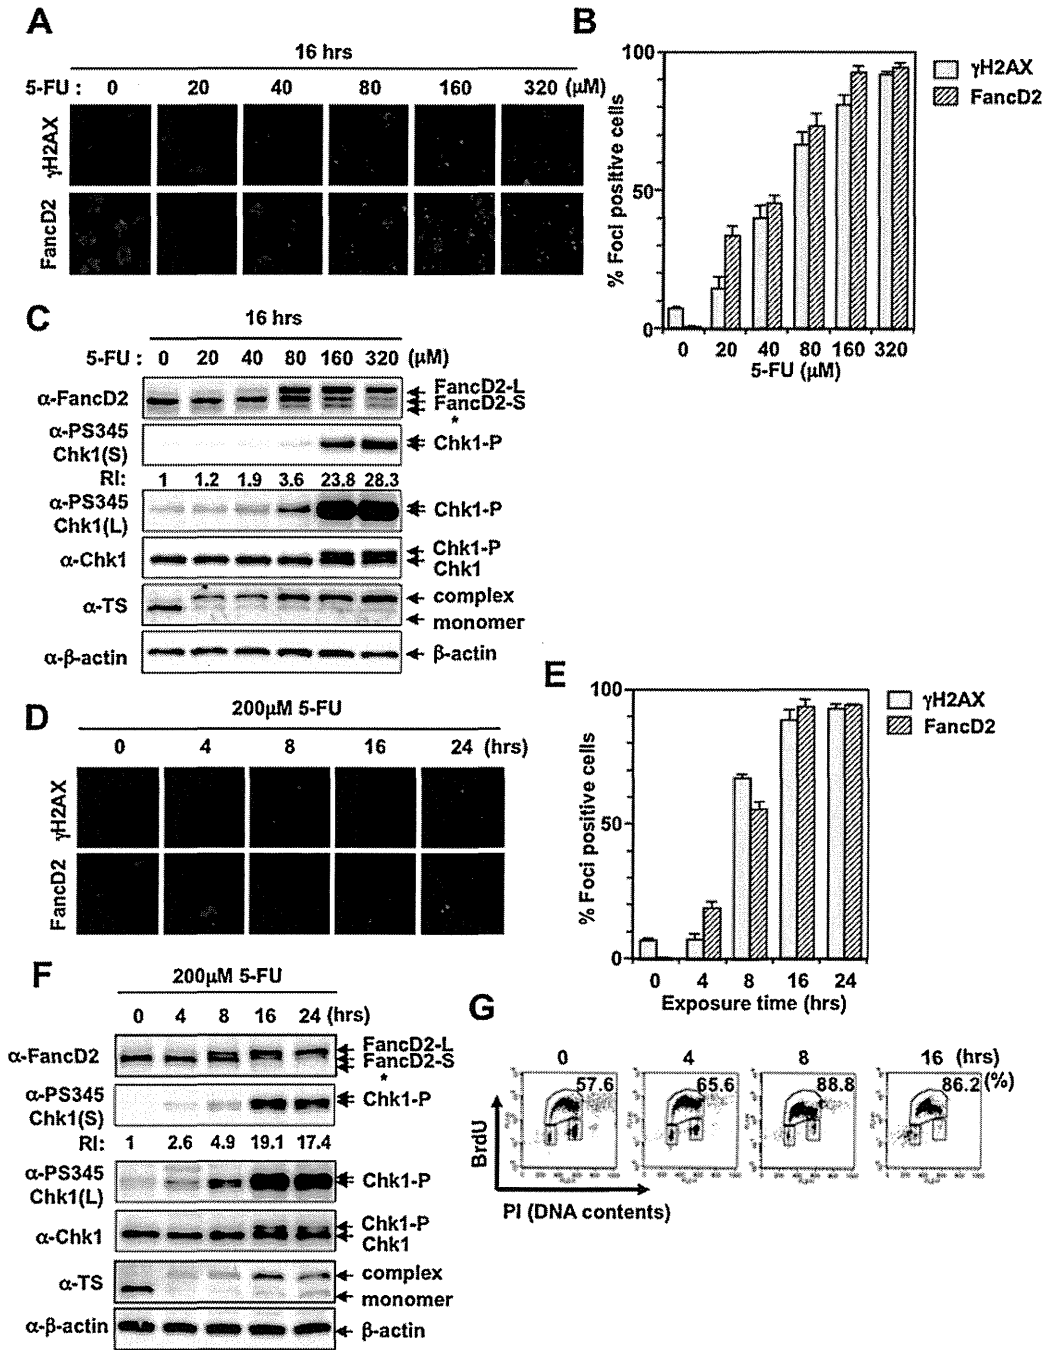 A
16 hrs
5-FU : 0 20 40 80 160 320 (μM)
γH2AX
FancD2
B
% Foci positive cells
100
50
0
0 20 40 80 160 320
5-FU (μM)
γH2AX
FancD2
C
16 hrs
5-FU : 0 20 40 80 160 320 (μM)
α-FancD2
FancD2-L
FancD2-S
*
α-PS345
Chk1(S)
Chk1-P
RI: 1 1.2 1.9 3.6 23.8 28.3
α-PS345
Chk1(L)
Chk1-P
α-Chk1
Chk1-P
Chk1
α-TS
complex
monomer
α-β-actin
β-actin
D
200μM 5-FU
0 4 8 16 24 (hrs)
γH2AX
FancD2
E
% Foci positive cells
100
50
0
0 4 8 16 24
Exposure time (hrs)
γH2AX
FancD2
F
200μM 5-FU
0 4 8 16 24 (hrs)
α-FancD2
FancD2-L
FancD2-S
*
α-PS345
Chk1(S)
Chk1-P
RI: 1 2.6 4.9 19.1 17.4
α-PS345
Chk1(L)
Chk1-P
α-Chk1
Chk1-P
Chk1
α-TS
complex
monomer
α-β-actin
β-actin
G
0 4 8 16 (hrs)
57.6 65.6 88.8 86.2 (%)
BrdU
PI (DNA contents)